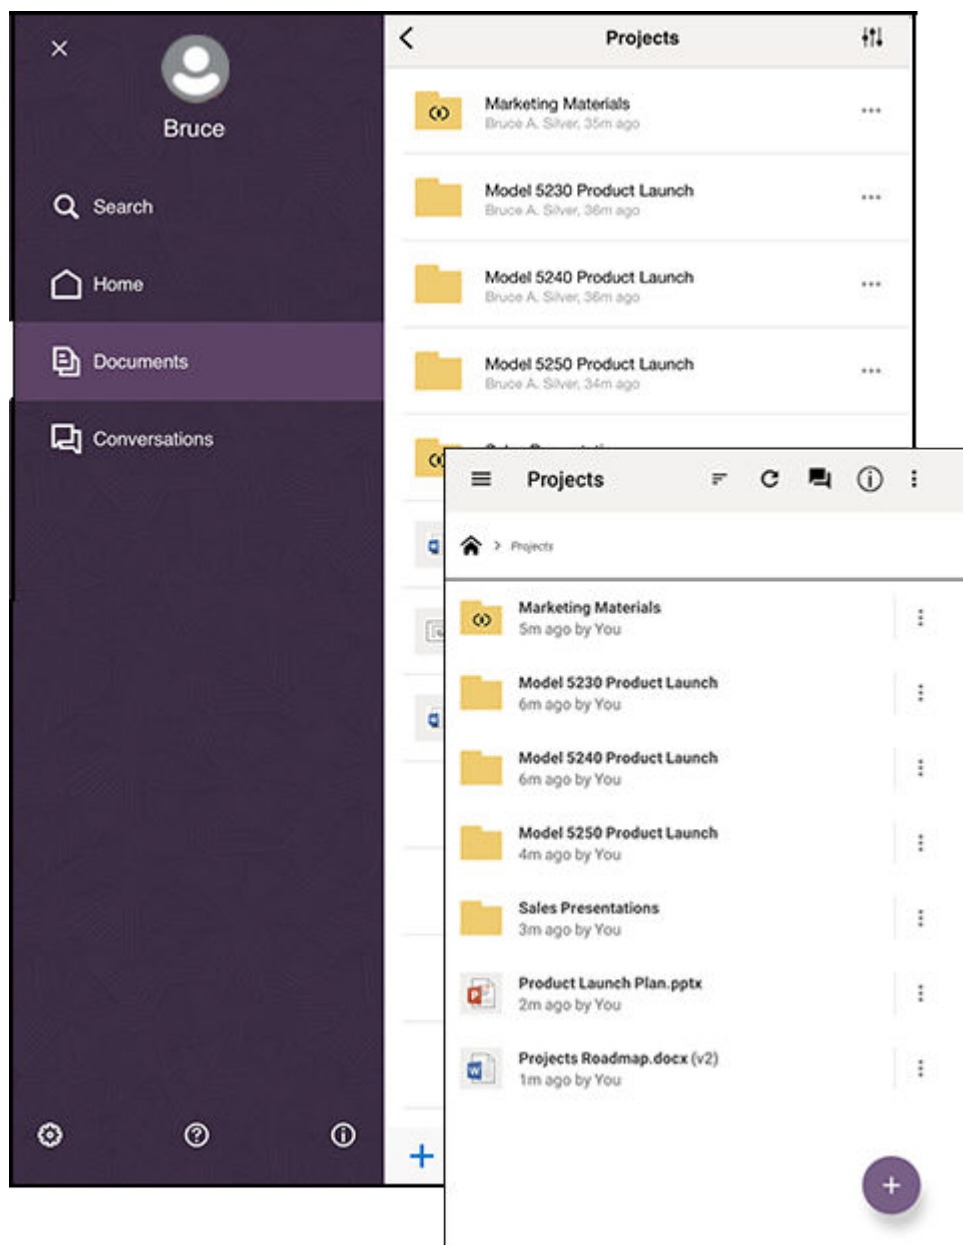 Bruce
Search
Home
Documents
Conversations
Projects
Marketing Materials
Bruce A. Silver, 35m ago
Model 5230 Product Launch
Bruce A. Silver, 36m ago
Model 5240 Product Launch
Bruce A. Silver, 36m ago
Model 5250 Product Launch
Bruce A. Silver, 34m ago
Projects
Projects
Marketing Materials
5m ago by You
Model 5230 Product Launch
6m ago by You
Model 5240 Product Launch
6m ago by You
Model 5250 Product Launch
4m ago by You
Sales Presentations
3m ago by You
Product Launch Plan.pptx
2m ago by You
Projects Roadmap.docx (v2)
1m ago by You